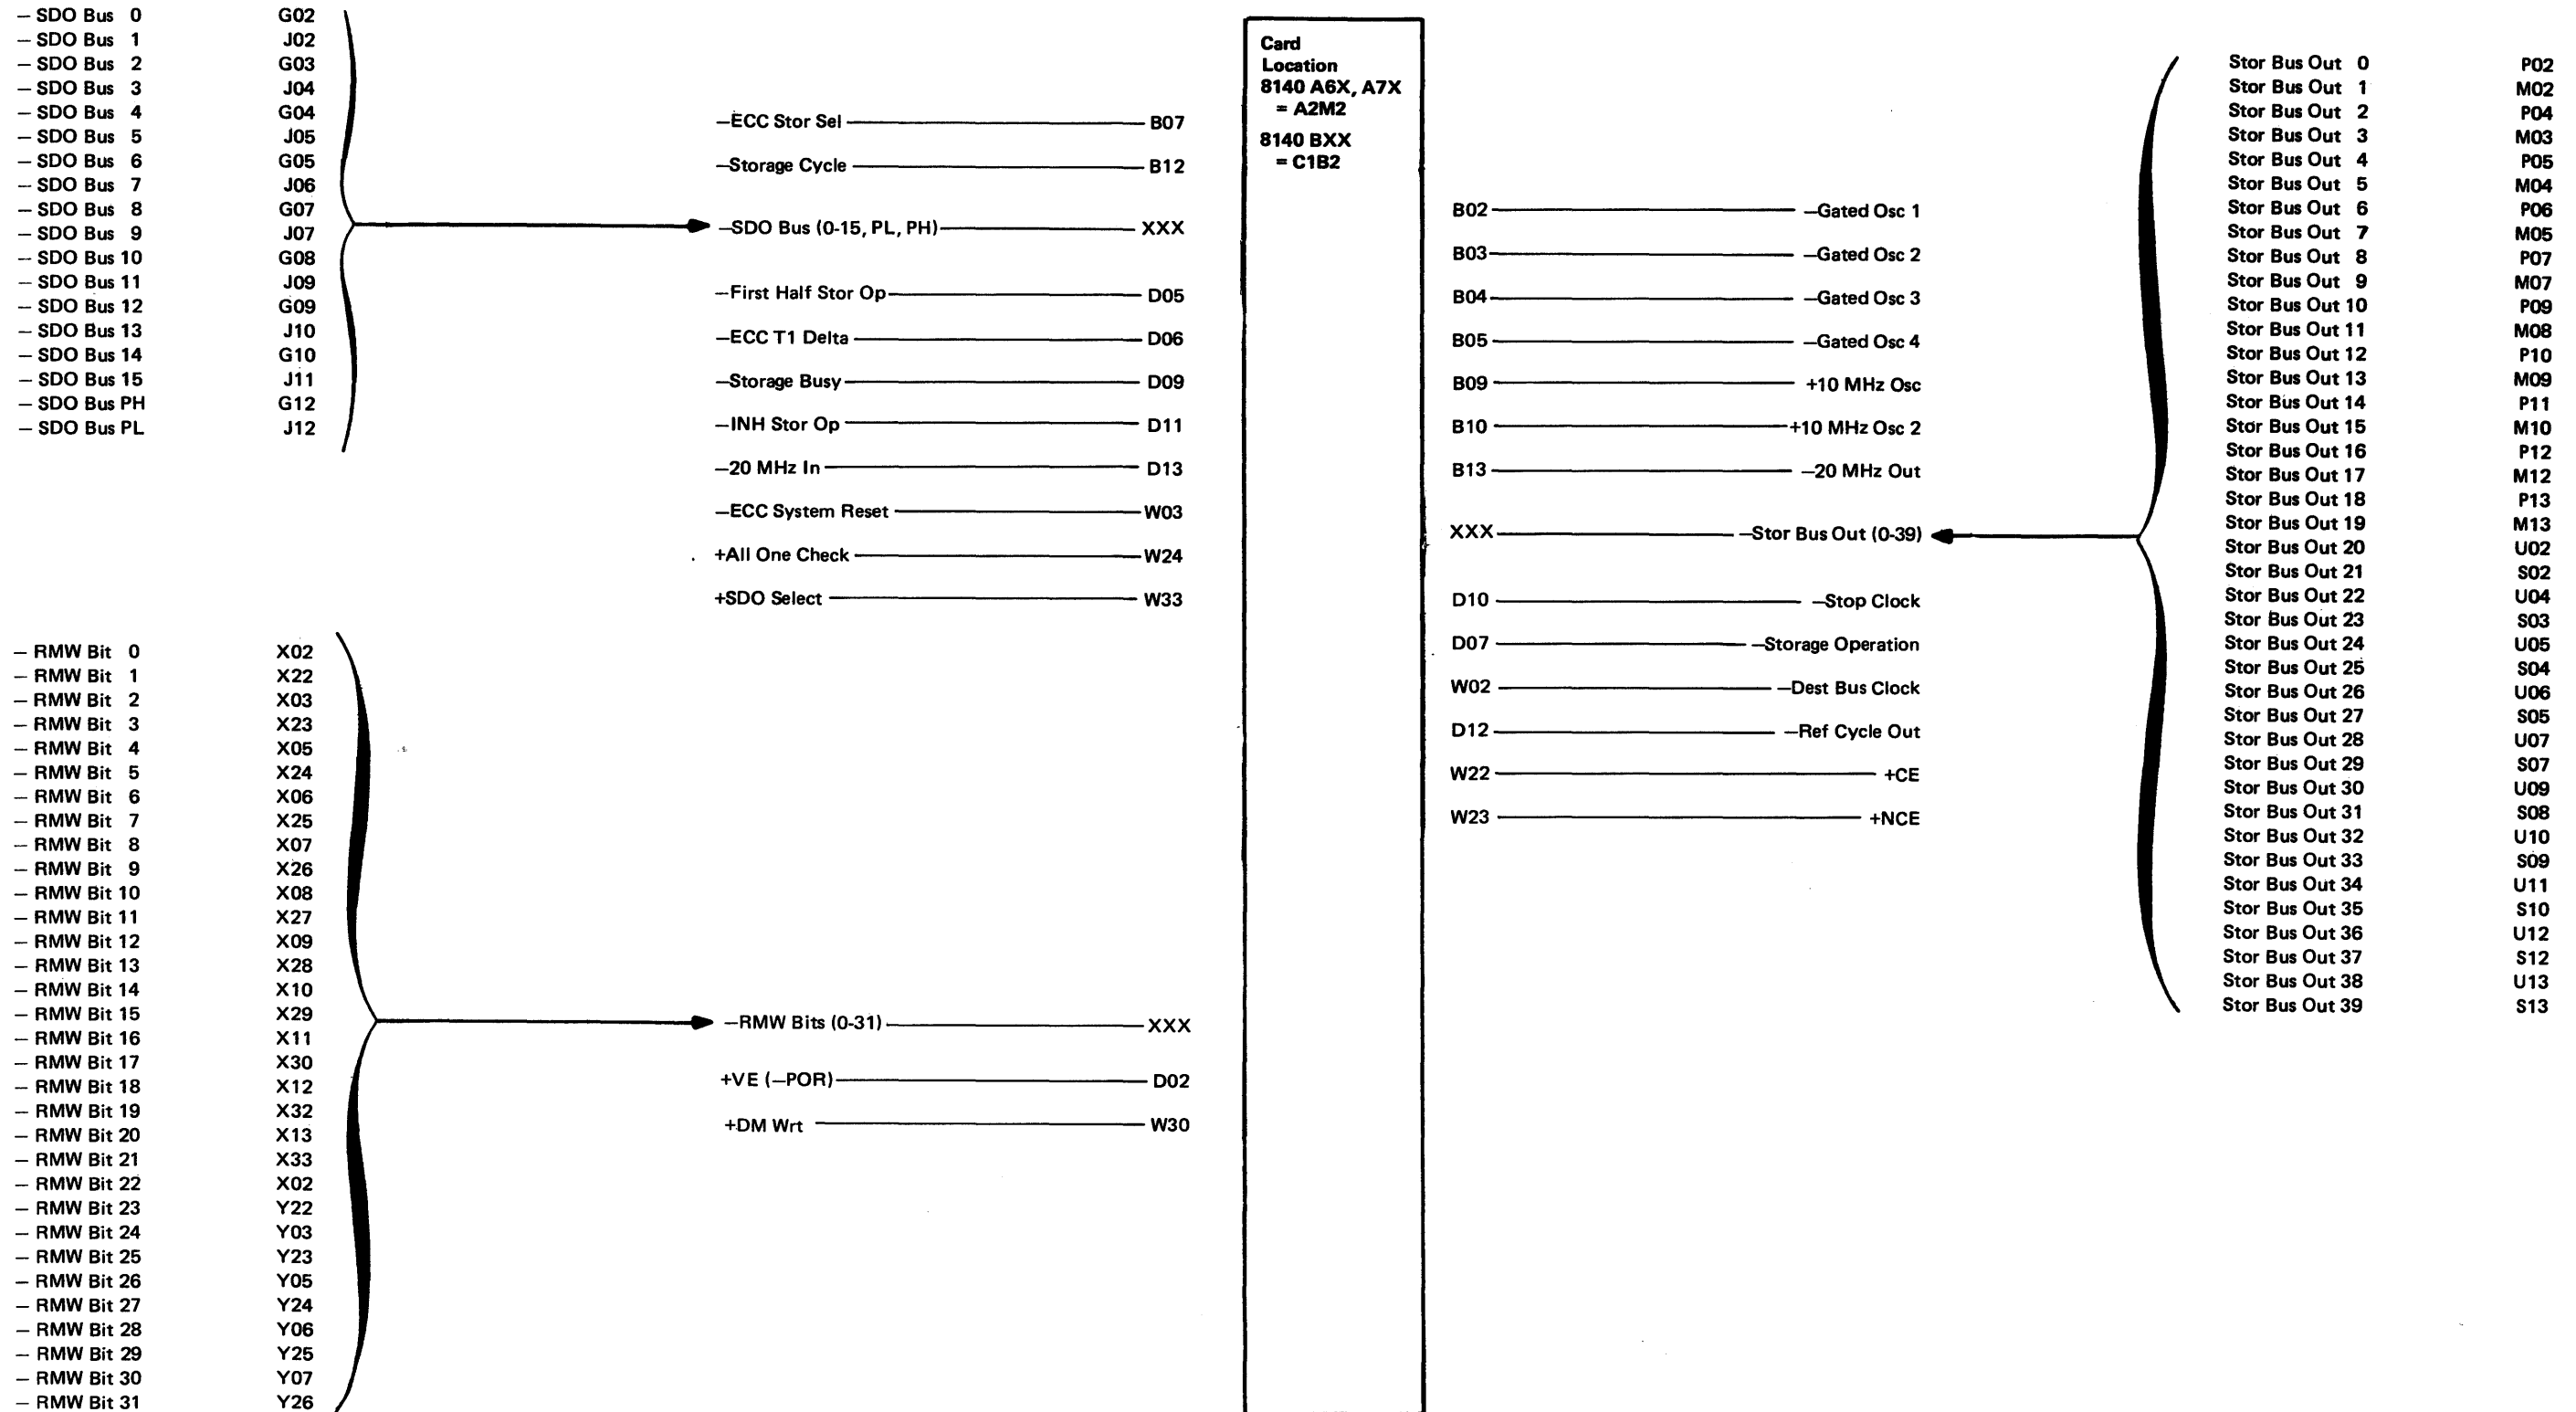 — SDO Bus 0 G02
— SDO Bus 1 J02
— SDO Bus 2 G03
— SDO Bus 3 J04
— SDO Bus 4 G04
— SDO Bus 5 J05
— SDO Bus 6 G05
— SDO Bus 7 J06
— SDO Bus 8 G07
— SDO Bus 9 J07
— SDO Bus 10 G08
— SDO Bus 11 J09
— SDO Bus 12 G09
— SDO Bus 13 J10
— SDO Bus 14 G10
— SDO Bus 15 J11
— SDO Bus PH G12
— SDO Bus PL J12
— RMW Bit 0 X02
— RMW Bit 1 X22
— RMW Bit 2 X03
— RMW Bit 3 X23
— RMW Bit 4 X05
— RMW Bit 5 X24
— RMW Bit 6 X06
— RMW Bit 7 X25
— RMW Bit 8 X07
— RMW Bit 9 X26
— RMW Bit 10 X08
— RMW Bit 11 X27
— RMW Bit 12 X09
— RMW Bit 13 X28
— RMW Bit 14 X10
— RMW Bit 15 X29
— RMW Bit 16 X11
— RMW Bit 17 X30
— RMW Bit 18 X12
— RMW Bit 19 X32
— RMW Bit 20 X13
— RMW Bit 21 X33
— RMW Bit 22 X02
— RMW Bit 23 Y22
— RMW Bit 24 Y03
— RMW Bit 25 Y23
— RMW Bit 26 Y05
— RMW Bit 27 Y24
— RMW Bit 28 Y06
— RMW Bit 29 Y25
— RMW Bit 30 Y07
— RMW Bit 31 Y26
—ECC Stor Sel B07
—Storage Cycle B12
—SDO Bus (0-15, PL, PH) XXX
—First Half Stor Op D05
—ECC T1 Delta D06
—Storage Busy D09
—INH Stor Op D11
—20 MHz In D13
—ECC System Reset W03
+All One Check W24
+SDO Select W33
—RMW Bits (0-31) XXX
+VE (—POR) D02
+DM Wrt W30
Card
Location
8140 A6X, A7X
= A2M2
8140 BXX
= C1B2
B02 —Gated Osc 1
B03 —Gated Osc 2
B04 —Gated Osc 3
B05 —Gated Osc 4
B09 +10 MHz Osc
B10 +10 MHz Osc 2
B13 —20 MHz Out
XXX —Stor Bus Out (0-39)
D10 —Stop Clock
D07 —Storage Operation
W02 —Dest Bus Clock
D12 —Ref Cycle Out
W22 +CE
W23 +NCE
Stor Bus Out 0 P02
Stor Bus Out 1 M02
Stor Bus Out 2 P04
Stor Bus Out 3 M03
Stor Bus Out 4 P05
Stor Bus Out 5 M04
Stor Bus Out 6 P06
Stor Bus Out 7 M05
Stor Bus Out 8 P07
Stor Bus Out 9 M07
Stor Bus Out 10 P09
Stor Bus Out 11 M08
Stor Bus Out 12 P10
Stor Bus Out 13 M09
Stor Bus Out 14 P11
Stor Bus Out 15 M10
Stor Bus Out 16 P12
Stor Bus Out 17 M12
Stor Bus Out 18 P13
Stor Bus Out 19 M13
Stor Bus Out 20 U02
Stor Bus Out 21 S02
Stor Bus Out 22 U04
Stor Bus Out 23 S03
Stor Bus Out 24 U05
Stor Bus Out 25 S04
Stor Bus Out 26 U06
Stor Bus Out 27 S05
Stor Bus Out 28 U07
Stor Bus Out 29 S07
Stor Bus Out 30 U09
Stor Bus Out 31 S08
Stor Bus Out 32 U10
Stor Bus Out 33 S09
Stor Bus Out 34 U11
Stor Bus Out 35 S10
Stor Bus Out 36 U12
Stor Bus Out 37 S12
Stor Bus Out 38 U13
Stor Bus Out 39 S13